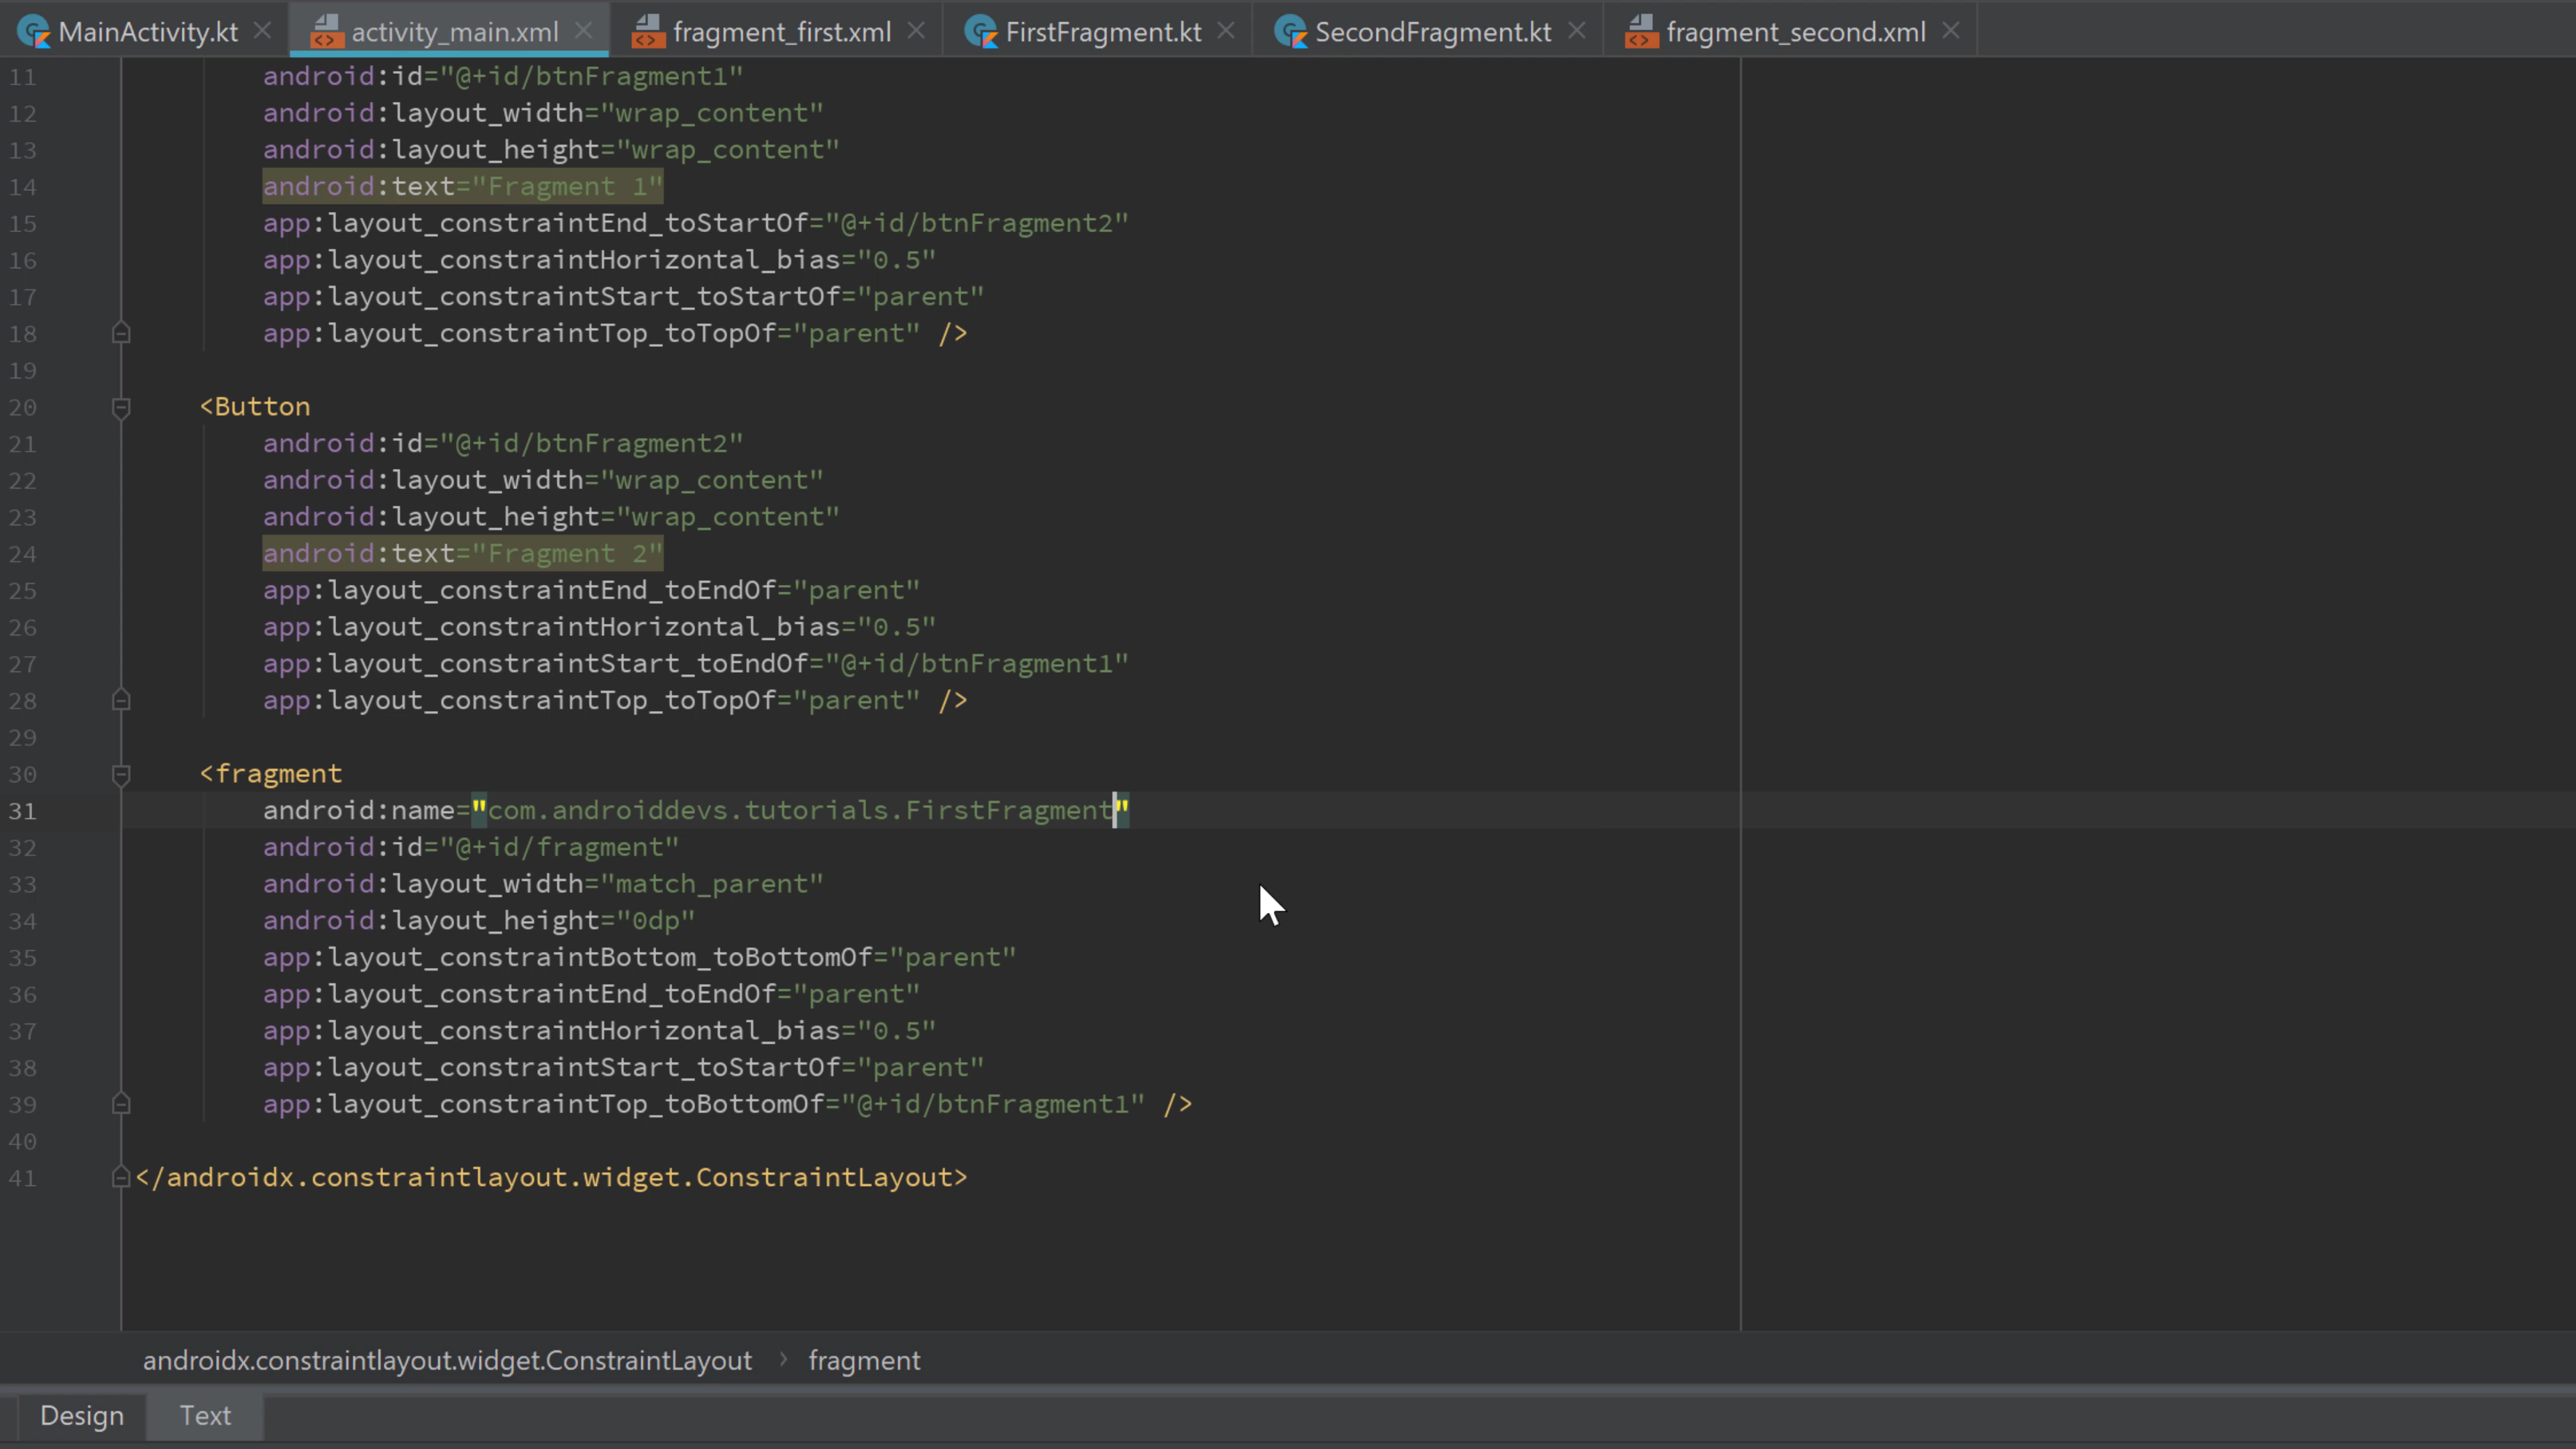 MainActivity.kt activity_main.xml fragment_first.xml FirstFragment.kt SecondFragment.kt fragment_second.xml
11 android:id="@+id/btnFragment1"
12 android:layout_width="wrap_content"
13 android:layout_height="wrap_content"
14 android:text="Fragment 1"
15 app:layout_constraintEnd_toStartOf="@+id/btnFragment2"
16 app:layout_constraintHorizontal_bias="0.5"
17 app:layout_constraintStart_toStartOf="parent"
18 app:layout_constraintTop_toTopOf="parent" />
19
20 <Button
21 android:id="@+id/btnFragment2"
22 android:layout_width="wrap_content"
23 android:layout_height="wrap_content"
24 android:text="Fragment 2"
25 app:layout_constraintEnd_toEndOf="parent"
26 app:layout_constraintHorizontal_bias="0.5"
27 app:layout_constraintStart_toEndOf="@+id/btnFragment1"
28 app:layout_constraintTop_toTopOf="parent" />
29
30 <fragment
31 android:name="com.androiddevs.tutorials.FirstFragment"
32 android:id="@+id/fragment"
33 android:layout_width="match_parent"
34 android:layout_height="0dp"
35 app:layout_constraintBottom_toBottomOf="parent"
36 app:layout_constraintEnd_toEndOf="parent"
37 app:layout_constraintHorizontal_bias="0.5"
38 app:layout_constraintStart_toStartOf="parent"
39 app:layout_constraintTop_toBottomOf="@+id/btnFragment1" />
40
41 </androidx.constraintlayout.widget.ConstraintLayout>
androidx.constraintlayout.widget.ConstraintLayout › fragment
Design Text